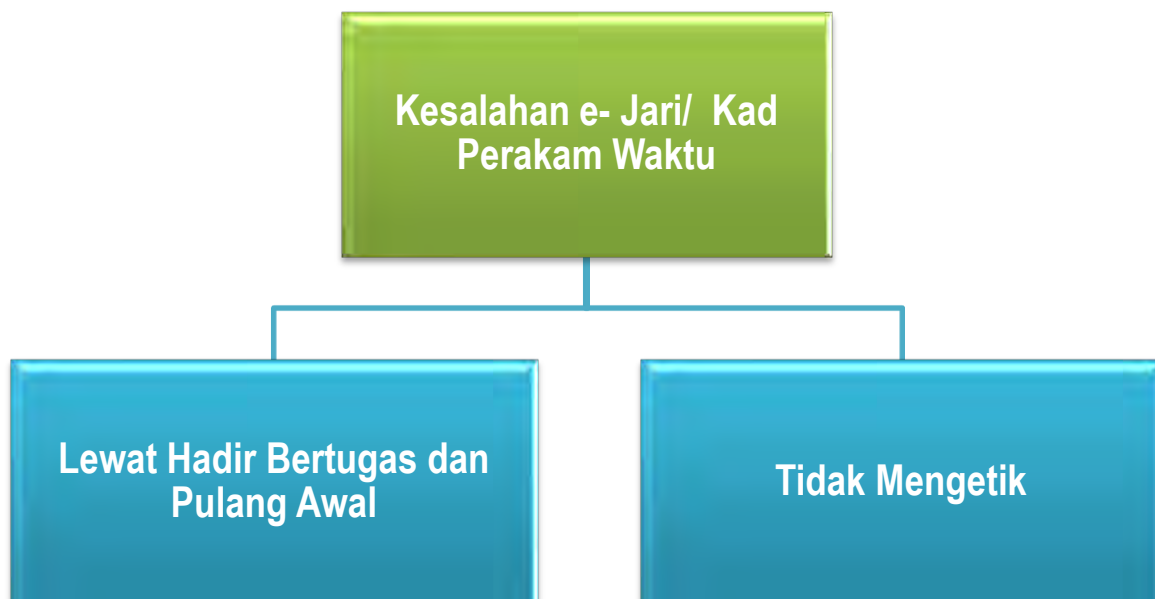 Kesalahan e- Jari/ Kad
Perakam Waktu
Lewat Hadir Bertugas dan
Pulang Awal
Tidak Mengetik